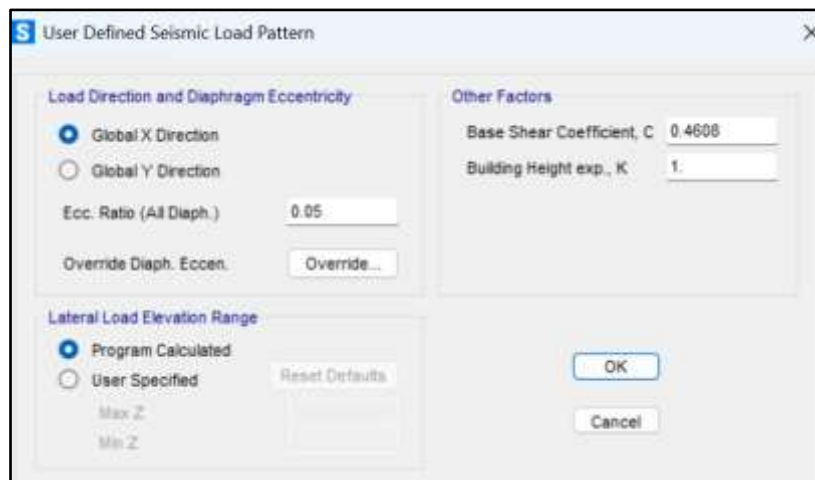 S User Defined Seismic Load Pattern
Load Direction and Diaphragm Eccentricity
Global X Direction
Global Y Direction
Ecc. Ratio (All Diaph.) 0.05
Override Diaph. Eccen. Override...
Other Factors
Base Shear Coefficient, C 0.4608
Building Height exp., K 1.
Lateral Load Elevation Range
Program Calculated
User Specified Reset Defaults
Max Z
Min Z
OK
Cancel